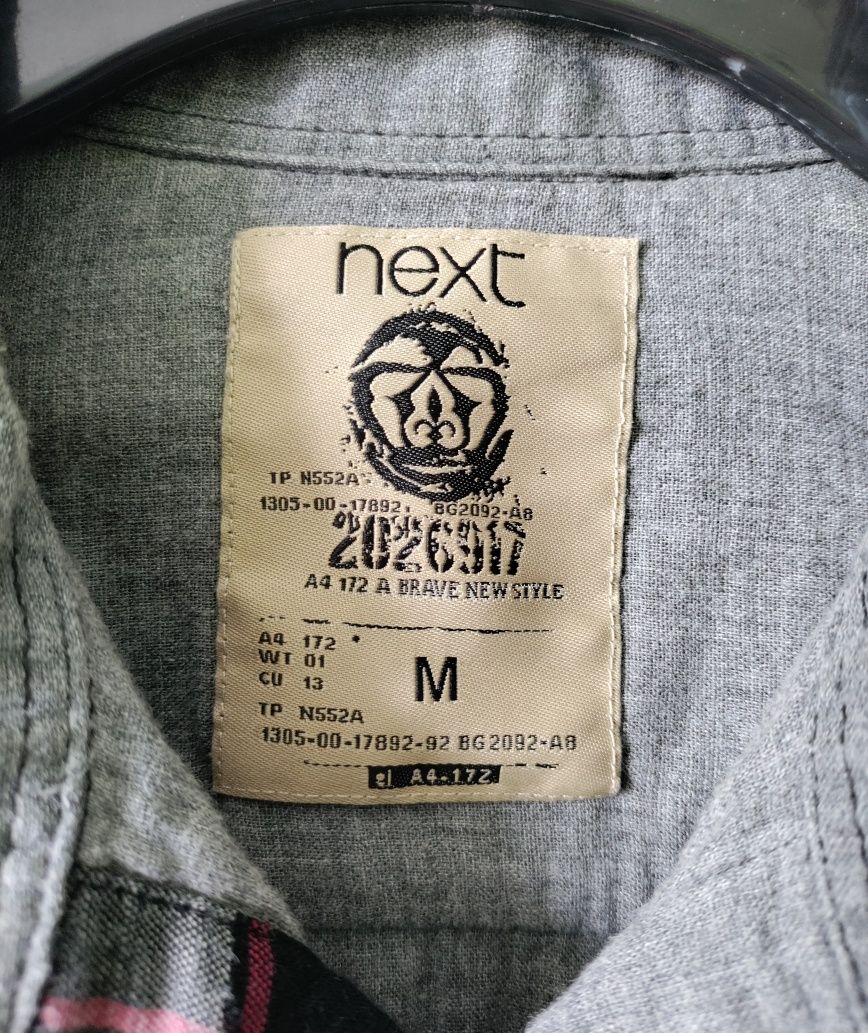 next
TP N552A
1305-00-17892, BG2092-A8
2026917
A4 172 A BRAVE NEW STYLE
A4 172
WT 01
CU 13
M
TP N552A
1305-00-17892-92 BG2092-A8
A4-172